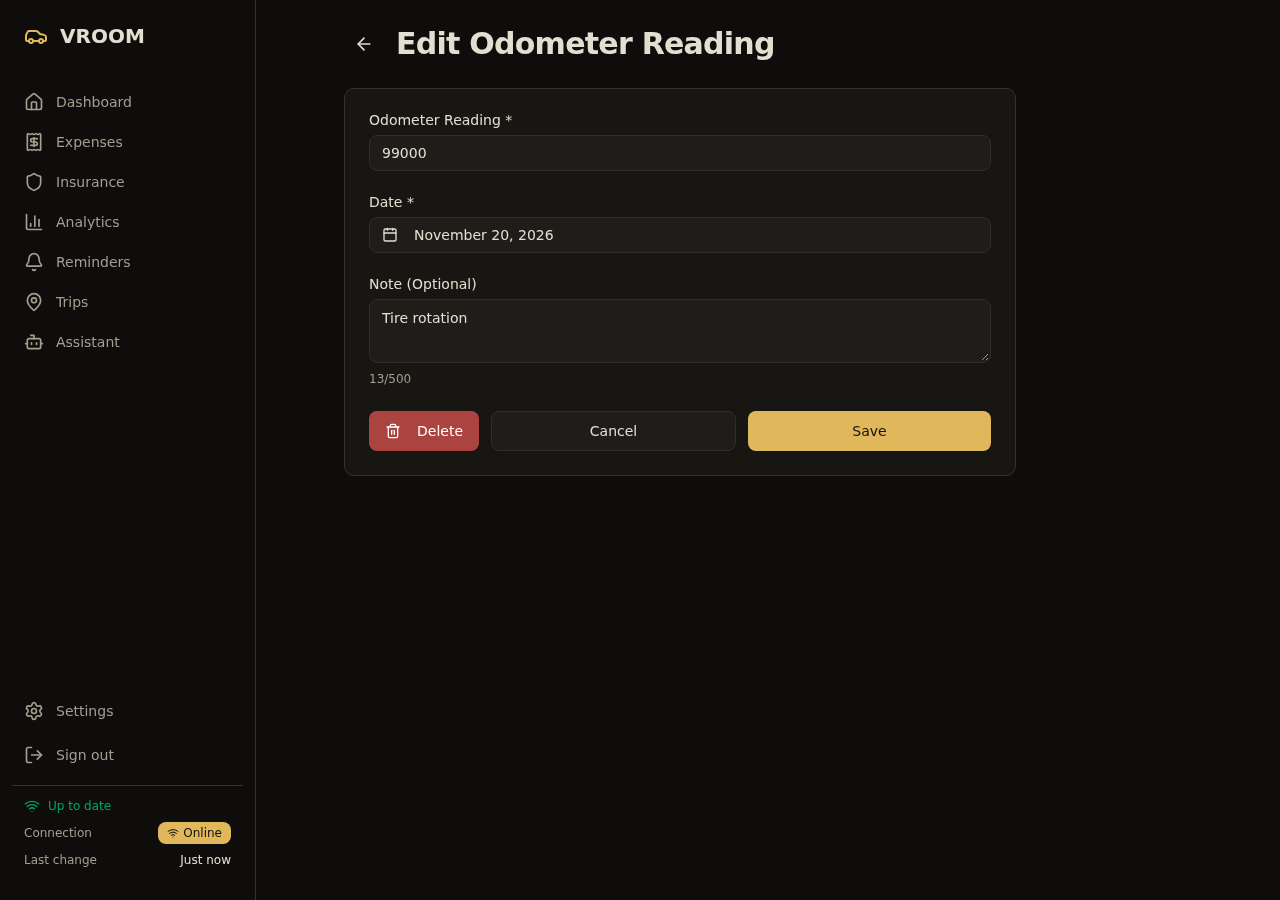 VROOM
Dashboard
Expenses
Insurance
Analytics
Reminders
Trips
Assistant
Settings
Sign out
Up to date
Connection
Online
Last change
Just now
Edit Odometer Reading
Odometer Reading *
99000
Date *
November 20, 2026
Note (Optional)
Tire rotation
13/500
Delete
Cancel
Save